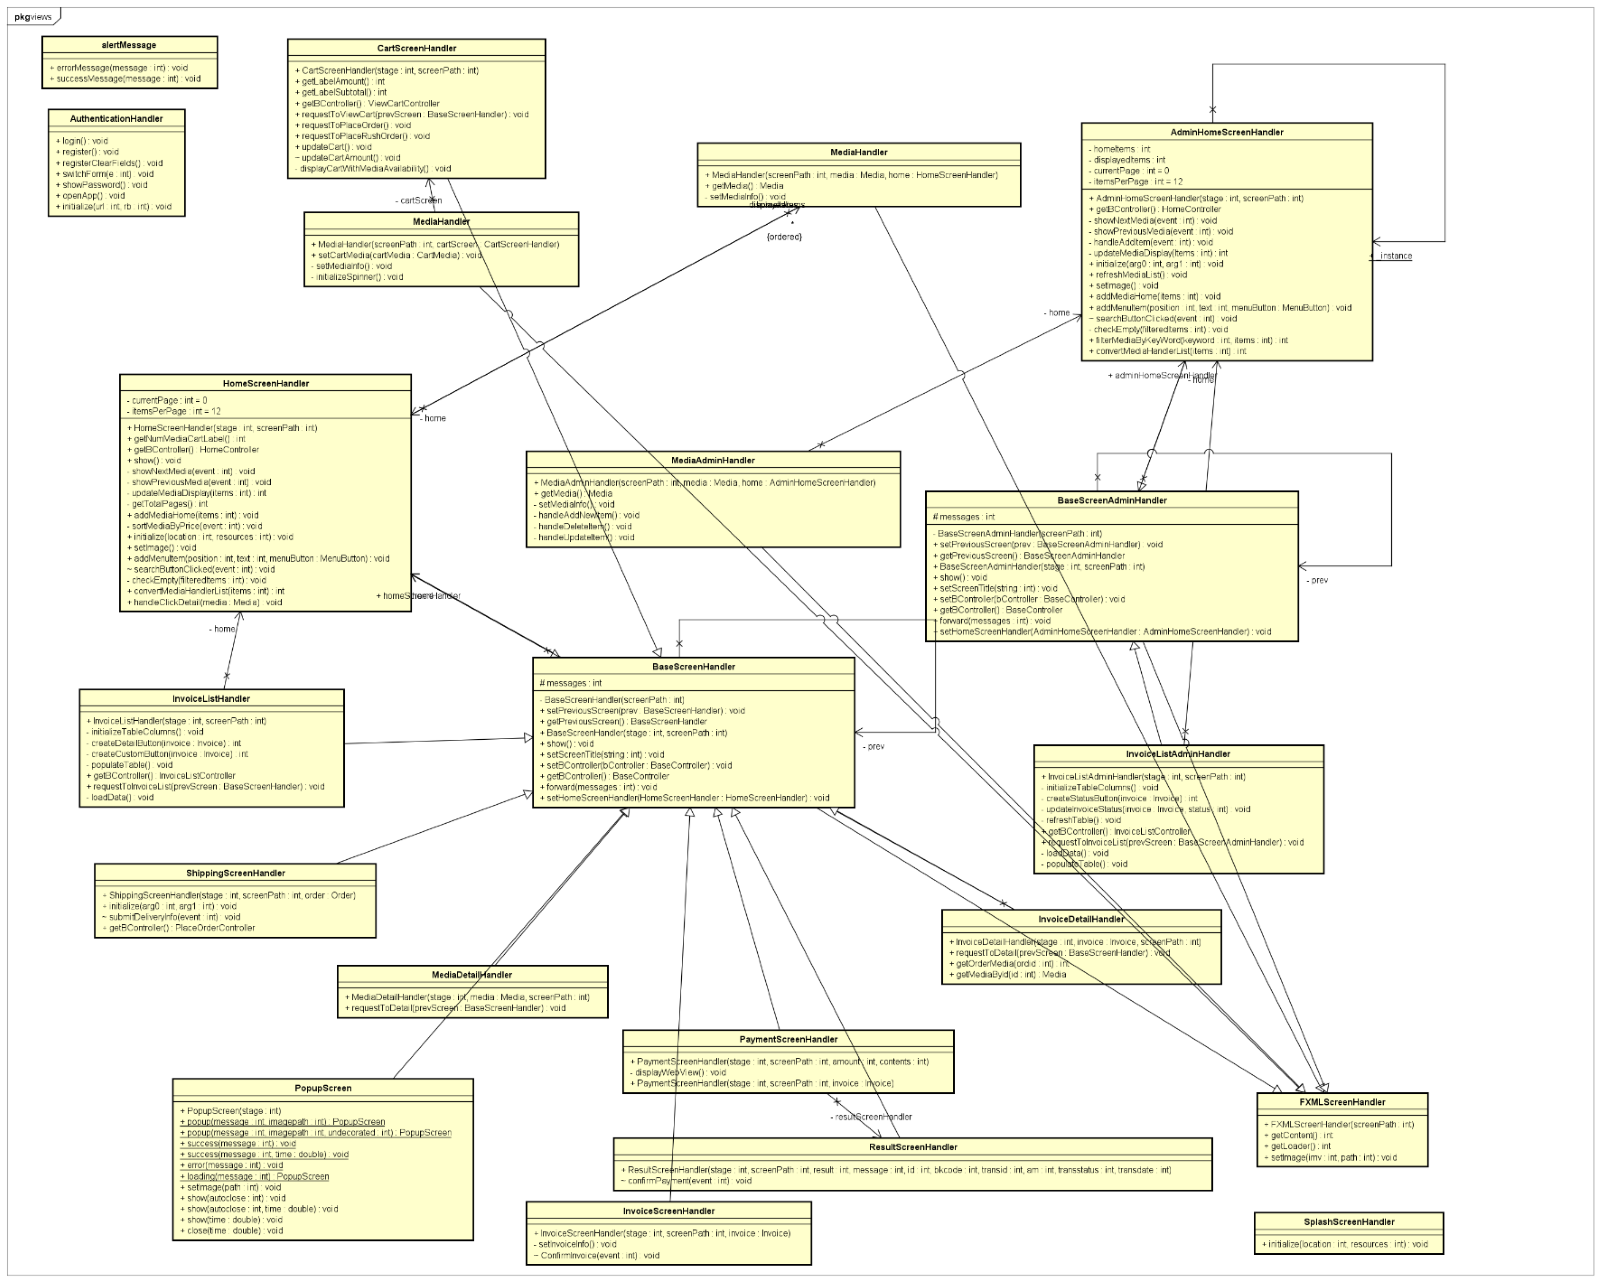 pkg views
alertMessage
+ errorMessage(message : int) : void
+ successMessage(message : int) : void
AuthenticationHandler
+ login() : void
+ register() : void
+ registerClearFields() : void
+ switchForm(e : int) : void
+ showPassword() : void
+ openApp() : void
+ initialize(url : int, rb : int) : void
CartScreenHandler
+ CartScreenHandler(stage : int, screenPath : int)
+ getLabelAmount() : int
+ getLabelSubtotal() : int
+ getBController() : ViewCartController
+ requestToViewCart(prevScreen : BaseScreenHandler) : void
+ requestToPlaceOrder() : void
+ requestToPlaceRushOrder() : void
+ updateCart() : void
~ updateCartAmount() : void
- displayCartWithMediaAvailability() : void
- cartScreen
MediaHandler
+ MediaHandler(screenPath : int, cartScreen : CartScreenHandler)
+ setCartMedia(cartMedia : CartMedia) : void
- setMediaInfo() : void
- initializeSpinner() : void
MediaHandler
+ MediaHandler(screenPath : int, media : Media, home : HomeScreenHandler)
+ getMedia() : Media
- setMediaInfo() : void
*
{ordered}
- home
AdminHomeScreenHandler
- homeItems : int
- displayedItems : int
- currentPage : int = 0
- itemsPerPage : int = 12
+ AdminHomeScreenHandler(stage : int, screenPath : int)
+ getBController() : HomeController
- showNextMedia(event : int) : void
- showPreviousMedia(event : int) : void
- handleAddItem(event : int) : void
- updateMediaDisplay(items : int) : int
+ initialize(arg0 : int, arg1 : int) : void
+ refreshMediaList() : void
+ setImage() : void
+ addMediaHome(items : int) : void
+ addMenuItem(position : int, text : int, menuButton : MenuButton) : void
~ searchButtonClicked(event : int) : void
- checkEmpty(filteredItems : int) : void
+ filterMediaByKeyWord(keyword : int, items : int) : int
+ convertMediaHandlerList(items : int) : int
instance
- home
+ adminHomeScreenHandler
- home
HomeScreenHandler
- currentPage : int = 0
- itemsPerPage : int = 12
+ HomeScreenHandler(stage : int, screenPath : int)
+ getNumMediaCartLabel() : int
+ getBController() : HomeController
+ show() : void
- showNextMedia(event : int) : void
- showPreviousMedia(event : int) : void
- updateMediaDisplay(items : int) : int
- getTotalPages() : int
+ addMediaHome(items : int) : void
- sortMediaByPrice(event : int) : void
+ initialize(location : int, resources : int) : void
+ setImage() : void
+ addMenuItem(position : int, text : int, menuButton : MenuButton) : void
~ searchButtonClicked(event : int) : void
- checkEmpty(filteredItems : int) : void
+ convertMediaHandlerList(items : int) : int
+ handleClickDetail(media : Media) : void
- home
MediaAdminHandler
+ MediaAdminHandler(screenPath : int, media : Media, home : AdminHomeScreenHandler)
+ getMedia() : Media
- setMediaInfo() : void
- handleAddNewItem() : void
- handleDeleteItem() : void
- handleUpdateItem() : void
BaseScreenAdminHandler
# messages : int
- BaseScreenAdminHandler(screenPath : int)
+ setPreviousScreen(prev : BaseScreenAdminHandler) : void
+ getPreviousScreen() : BaseScreenAdminHandler
+ BaseScreenAdminHandler(stage : int, screenPath : int)
+ show() : void
+ setScreenTitle(string : int) : void
+ setBController(bController : BaseController) : void
+ getBController() : BaseController
+ forward(messages : int) : void
+ setHomeScreenHandler(AdminHomeScreenHandler : AdminHomeScreenHandler) : void
- prev
BaseScreenHandler
# messages : int
- BaseScreenHandler(screenPath : int)
+ setPreviousScreen(prev : BaseScreenHandler) : void
+ getPreviousScreen() : BaseScreenHandler
+ BaseScreenHandler(stage : int, screenPath : int)
+ show() : void
+ setScreenTitle(string : int) : void
+ setBController(bController : BaseController) : void
+ getBController() : BaseController
+ forward(messages : int) : void
+ setHomeScreenHandler(HomeScreenHandler : HomeScreenHandler) : void
- prev
InvoiceListHandler
+ InvoiceListHandler(stage : int, screenPath : int)
- initializeTableColumns() : void
- createDetailButton(invoice : Invoice) : int
- createCustomButton(invoice : Invoice) : int
- populateTable() : void
+ getBController() : InvoiceListController
+ requestToInvoiceList(prevScreen : BaseScreenHandler) : void
- loadData() : void
InvoiceListAdminHandler
+ InvoiceListAdminHandler(stage : int, screenPath : int)
- initializeTableColumns() : void
- createStatusButton(invoice : Invoice) : int
- updateInvoiceStatus(invoice : Invoice, status : int) : void
- refreshTable() : void
+ getBController() : InvoiceListController
+ requestToInvoiceList(prevScreen : BaseScreenAdminHandler) : void
- loadData() : void
- populateTable() : void
ShippingScreenHandler
+ ShippingScreenHandler(stage : int, screenPath : int, order : Order)
+ initialize(arg0 : int, arg1 : int) : void
~ submitDeliveryInfo(event : int) : void
+ getBController() : PlaceOrderController
InvoiceDetailHandler
+ InvoiceDetailHandler(stage : int, invoice : Invoice, screenPath : int)
+ requestToDetail(prevScreen : BaseScreenHandler) : void
+ getOrderMedia(ordid : int) : int
+ getMediaById(id : int) : Media
MediaDetailHandler
+ MediaDetailHandler(stage : int, media : Media, screenPath : int)
+ requestToDetail(prevScreen : BaseScreenHandler) : void
PaymentScreenHandler
+ PaymentScreenHandler(stage : int, screenPath : int, amount : int, contents : int)
- displayWebView() : void
+ PaymentScreenHandler(stage : int, screenPath : int, invoice : Invoice)
- resultScreenHandler
PopupScreen
+ PopupScreen(stage : int)
+ popup(message : int, imagepath : int) : PopupScreen
+ popup(message : int, imagepath : int, undecorated : int) : PopupScreen
+ success(message : int) : void
+ success(message : int, time : double) : void
+ error(message : int) : void
+ loading(message : int) : PopupScreen
+ setImage(path : int) : void
+ show(autoclose : int) : void
+ show(autoclose : int, time : double) : void
+ show(time : double) : void
+ close(time : double) : void
ResultScreenHandler
+ ResultScreenHandler(stage : int, screenPath : int, result : int, message : int, id : int, bkcode : int, transid : int, am : int, transstatus : int, transdate : int)
~ confirmPayment(event : int) : void
FXMLScreenHandler
+ FXMLScreenHandler(screenPath : int)
+ getContent() : int
+ getLoader() : int
+ setImage(imv : int, path : int) : void
InvoiceScreenHandler
+ InvoiceScreenHandler(stage : int, screenPath : int, invoice : Invoice)
- setInvoiceInfo() : void
~ ConfirmInvoice(event : int) : void
SplashScreenHandler
+ initialize(location : int, resources : int) : void